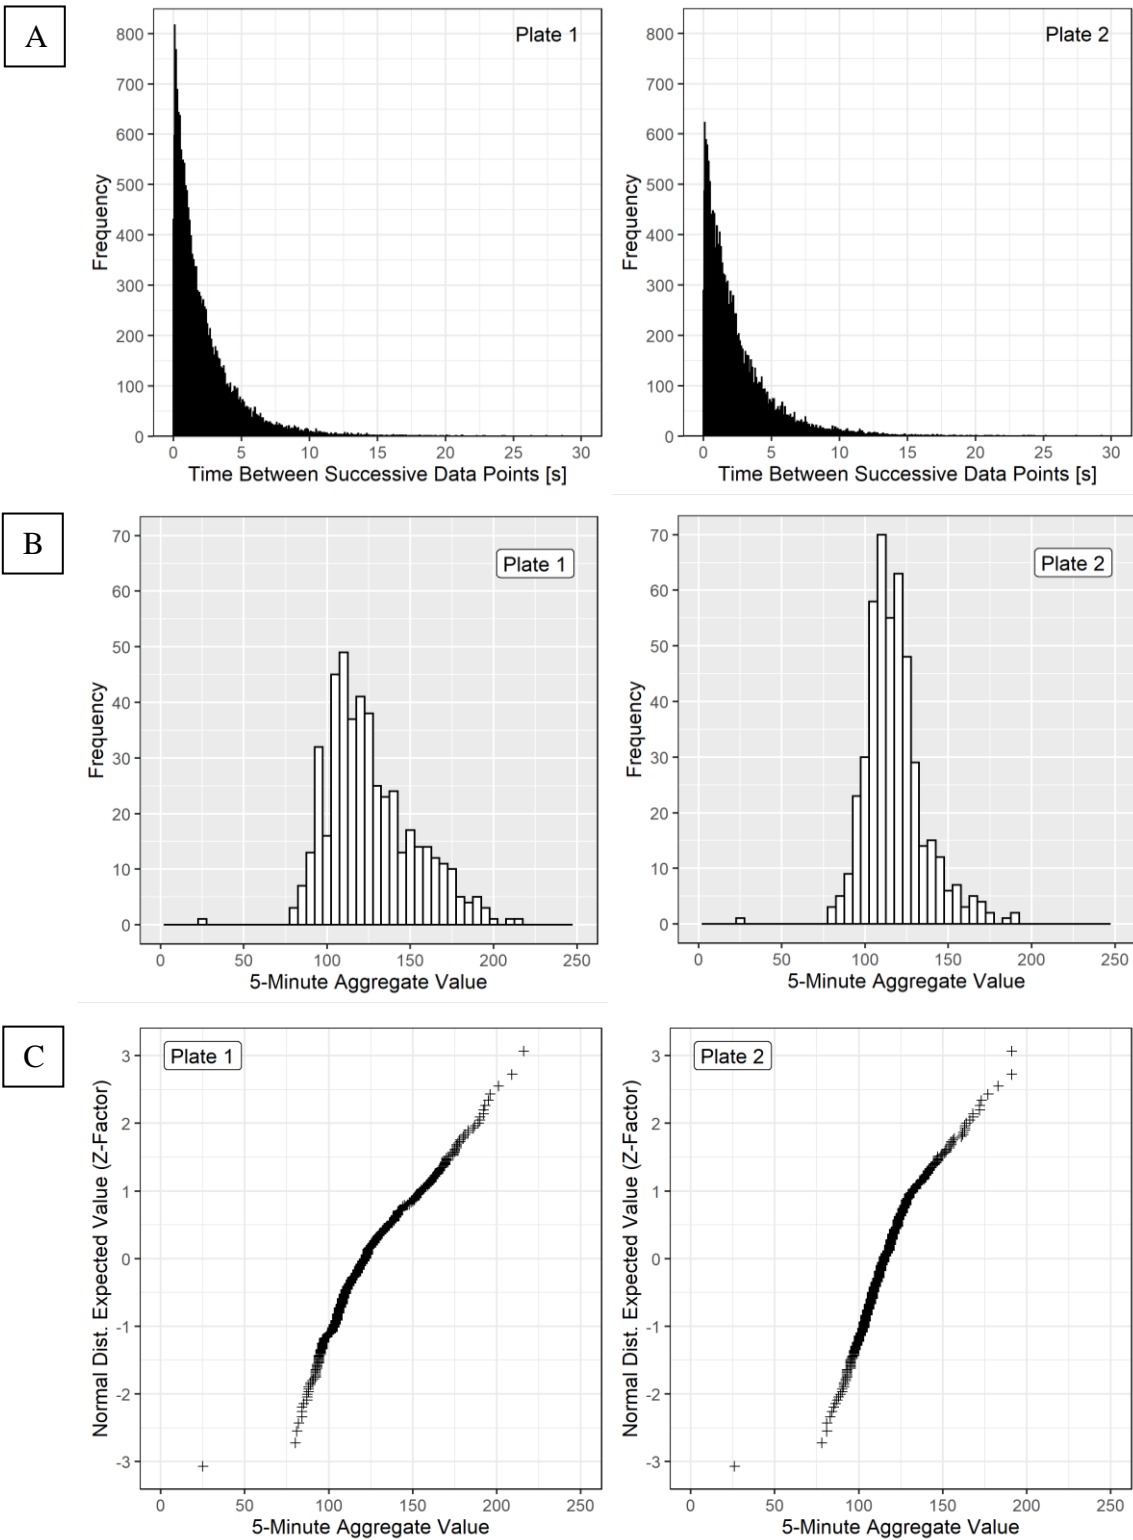 A
Plate 1
800
700
600
500
400
300
200
100
0
Frequency
0 5 10 15 20 25 30
Time Between Successive Data Points [s]
Plate 2
800
700
600
500
400
300
200
100
0
Frequency
0 5 10 15 20 25 30
Time Between Successive Data Points [s]
B
Plate 1
70
60
50
40
30
20
10
0
Frequency
0 50 100 150 200 250
5-Minute Aggregate Value
Plate 2
70
60
50
40
30
20
10
0
Frequency
0 50 100 150 200 250
5-Minute Aggregate Value
C
Plate 1
3
2
1
0
-1
-2
-3
Normal Dist. Expected Value (Z-Factor)
0 50 100 150 200 250
5-Minute Aggregate Value
Plate 2
3
2
1
0
-1
-2
-3
Normal Dist. Expected Value (Z-Factor)
0 50 100 150 200 250
5-Minute Aggregate Value